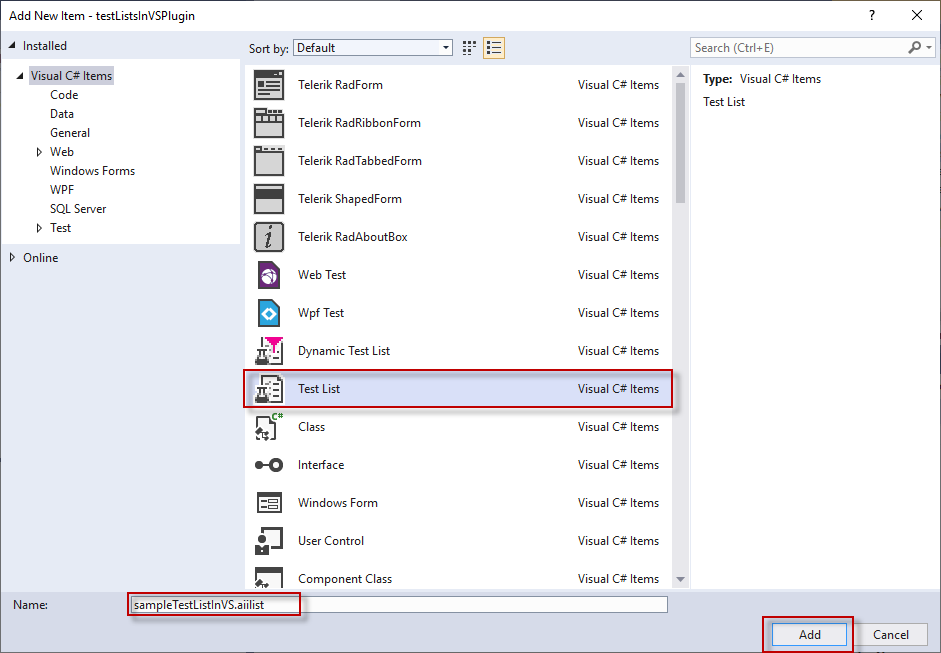 Add New Item - testListsInVSPlugin
?
Installed
Sort by: Default
Search (Ctrl+E)
Visual C# Items
Code
Data
General
Web
Windows Forms
WPF
SQL Server
Test
Online
Telerik RadForm Visual C# Items
Telerik RadRibbonForm Visual C# Items
Telerik RadTabbedForm Visual C# Items
Telerik ShapedForm Visual C# Items
i Telerik RadAboutBox Visual C# Items
Web Test Visual C# Items
Wpf Test Visual C# Items
Dynamic Test List Visual C# Items
Test List Visual C# Items
C# Class Visual C# Items
Interface Visual C# Items
Windows Form Visual C# Items
User Control Visual C# Items
Component Class Visual C# Items
Type: Visual C# Items
Test List
Name: sampleTestListInVS.aiilist
Add Cancel